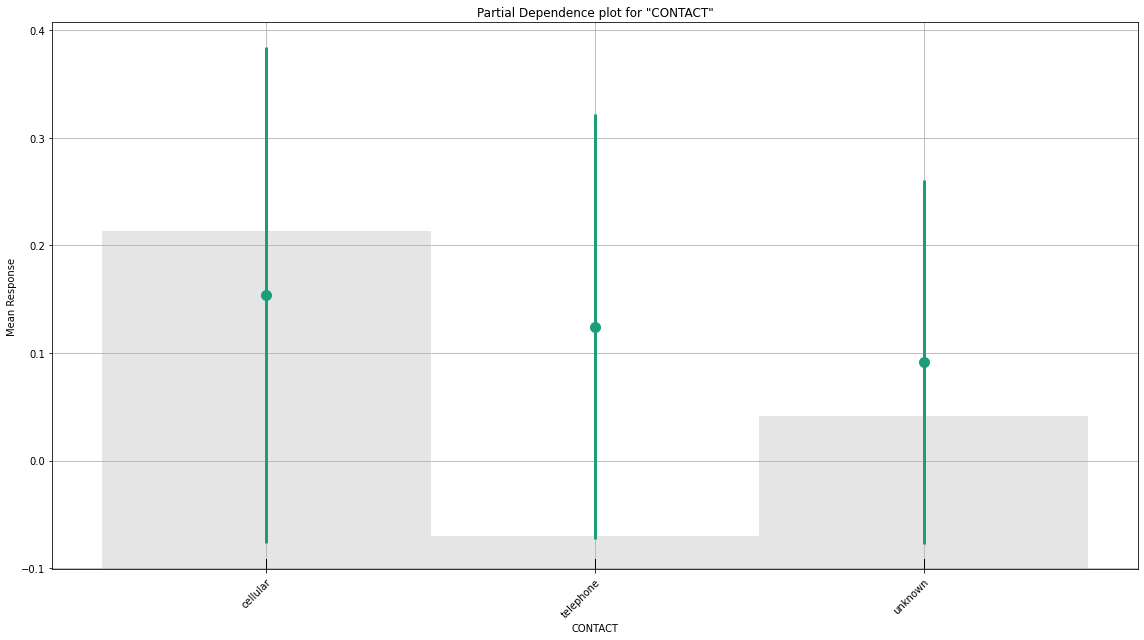 Partial Dependence plot for "CONTACT"
Mean Response
0.4
0.3
0.2
0.1
0.0
−0.1
cellular
telephone
unknown
CONTACT